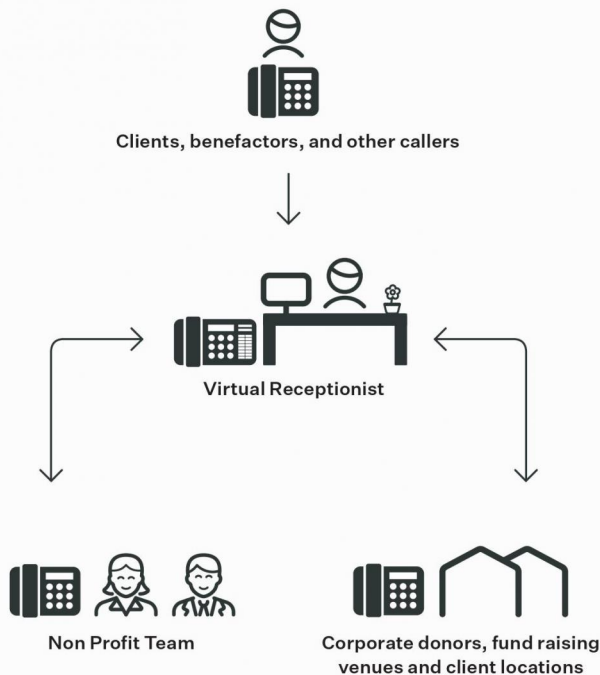 Clients, benefactors, and other callers
Virtual Receptionist
Non Profit Team
Corporate donors, fund raising
venues and client locations